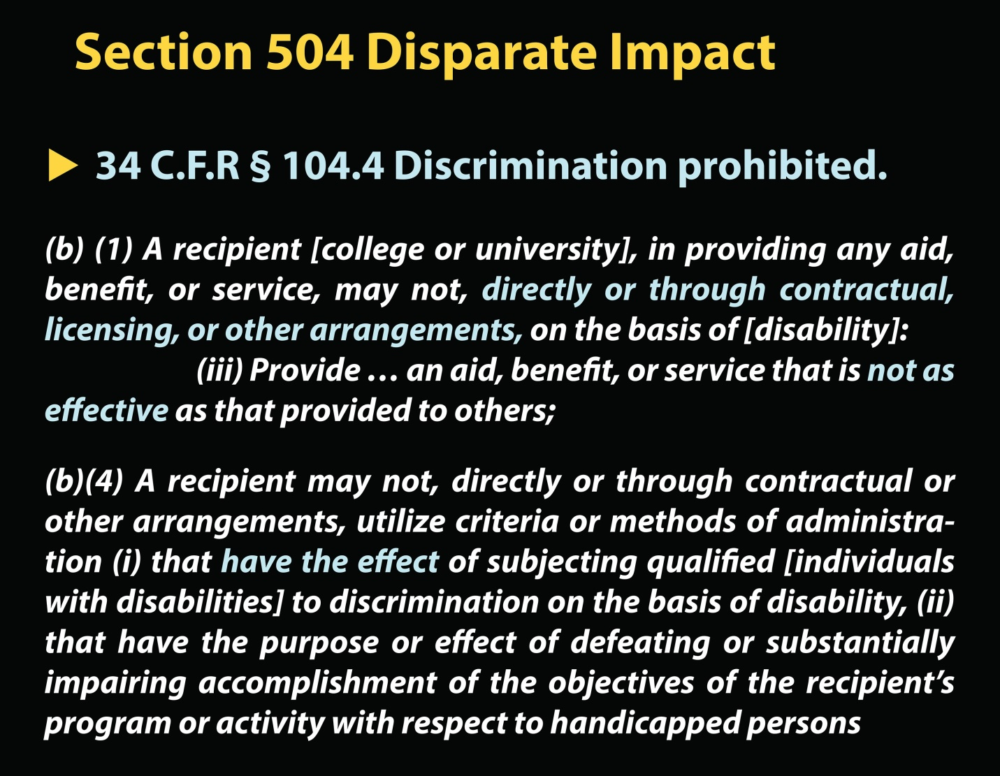 Section 504 Disparate Impact
▶ 34 C.F.R § 104.4 Discrimination prohibited.
(b) (1) A recipient [college or university], in providing any aid,
benefit, or service, may not, directly or through contractual,
licensing, or other arrangements, on the basis of [disability]:
(iii) Provide … an aid, benefit, or service that is not as
effective as that provided to others;
(b)(4) A recipient may not, directly or through contractual or
other arrangements, utilize criteria or methods of administra-
tion (i) that have the effect of subjecting qualified [individuals
with disabilities] to discrimination on the basis of disability, (ii)
that have the purpose or effect of defeating or substantially
impairing accomplishment of the objectives of the recipient’s
program or activity with respect to handicapped persons